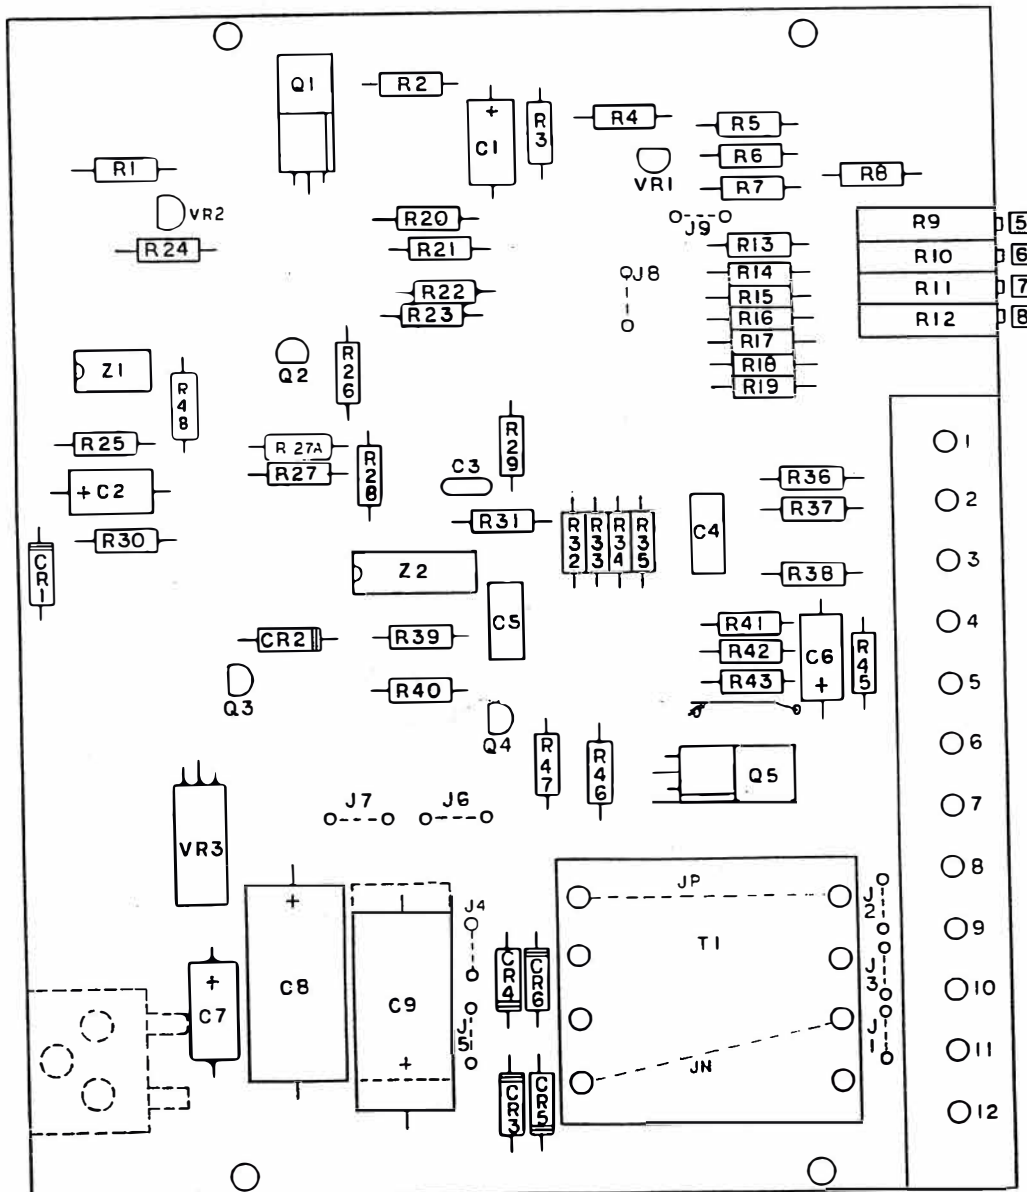 Q1
R2
+
C1
R3
R4
R5
R6
R7
VR1
R8
R1
VR2
R24
R20
R21
J9
R9
5
R10
6
R11
7
R12
8
R13
J8
R14
R15
R16
R17
R18
R19
R22
R23
Z1
Q2
R26
R48
R25
R27A
R27
R28
C3
R29
1
+C2
R36
R37
2
R30
R31
R32
R33
R34
R35
C4
CR1
Z2
R38
3
CR2
R39
C5
R41
R42
R43
C6
+
R45
4
Q3
R40
Q4
5
R47
R46
Q5
6
J7
J6
7
VR3
+
J4
JP
J2
8
T1
9
+
C7
C8
C9
+
J5
CR4
CR6
J3
10
J1
JN
11
CR3
CR5
12